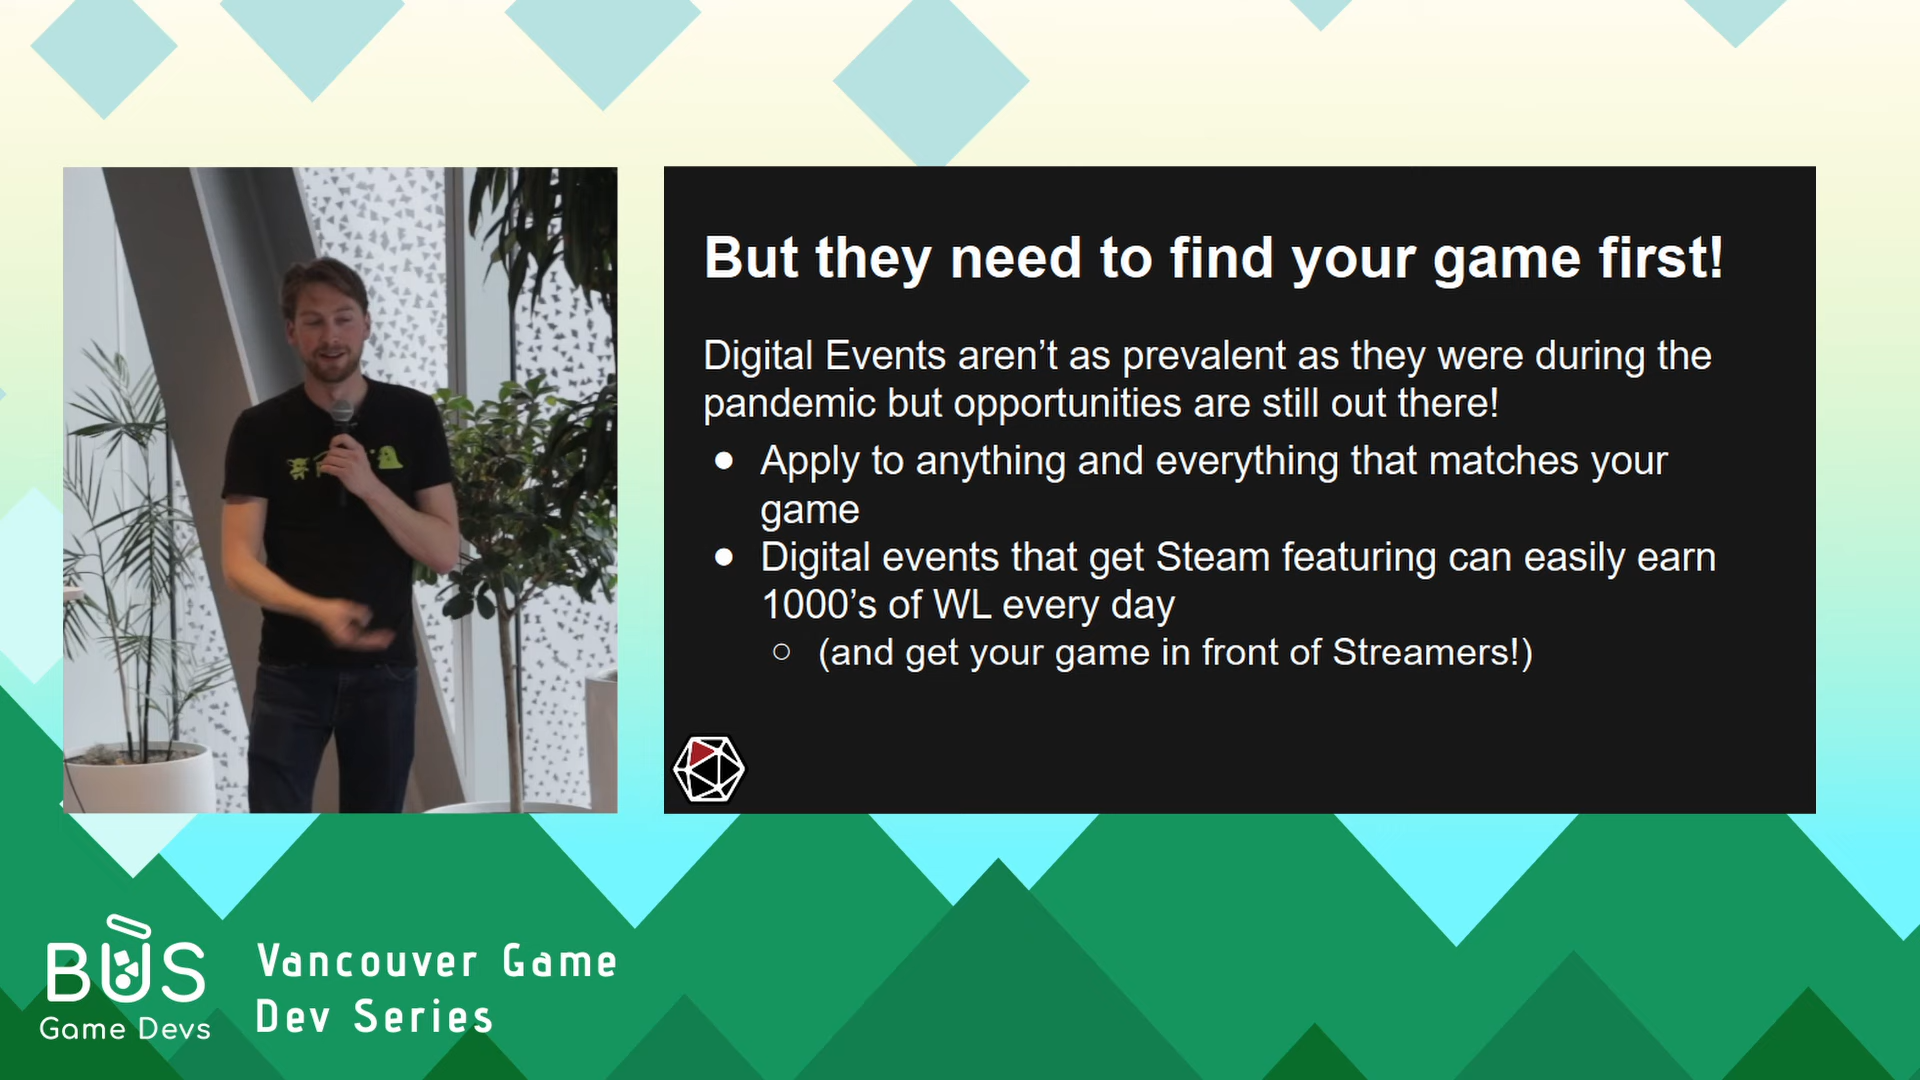 But they need to find your game first!
Digital Events aren’t as prevalent as they were during the
pandemic but opportunities are still out there!
● Apply to anything and everything that matches your
game
● Digital events that get Steam featuring can easily earn
1000’s of WL every day
○ (and get your game in front of Streamers!)
BUS
Game Devs
Vancouver Game
Dev Series